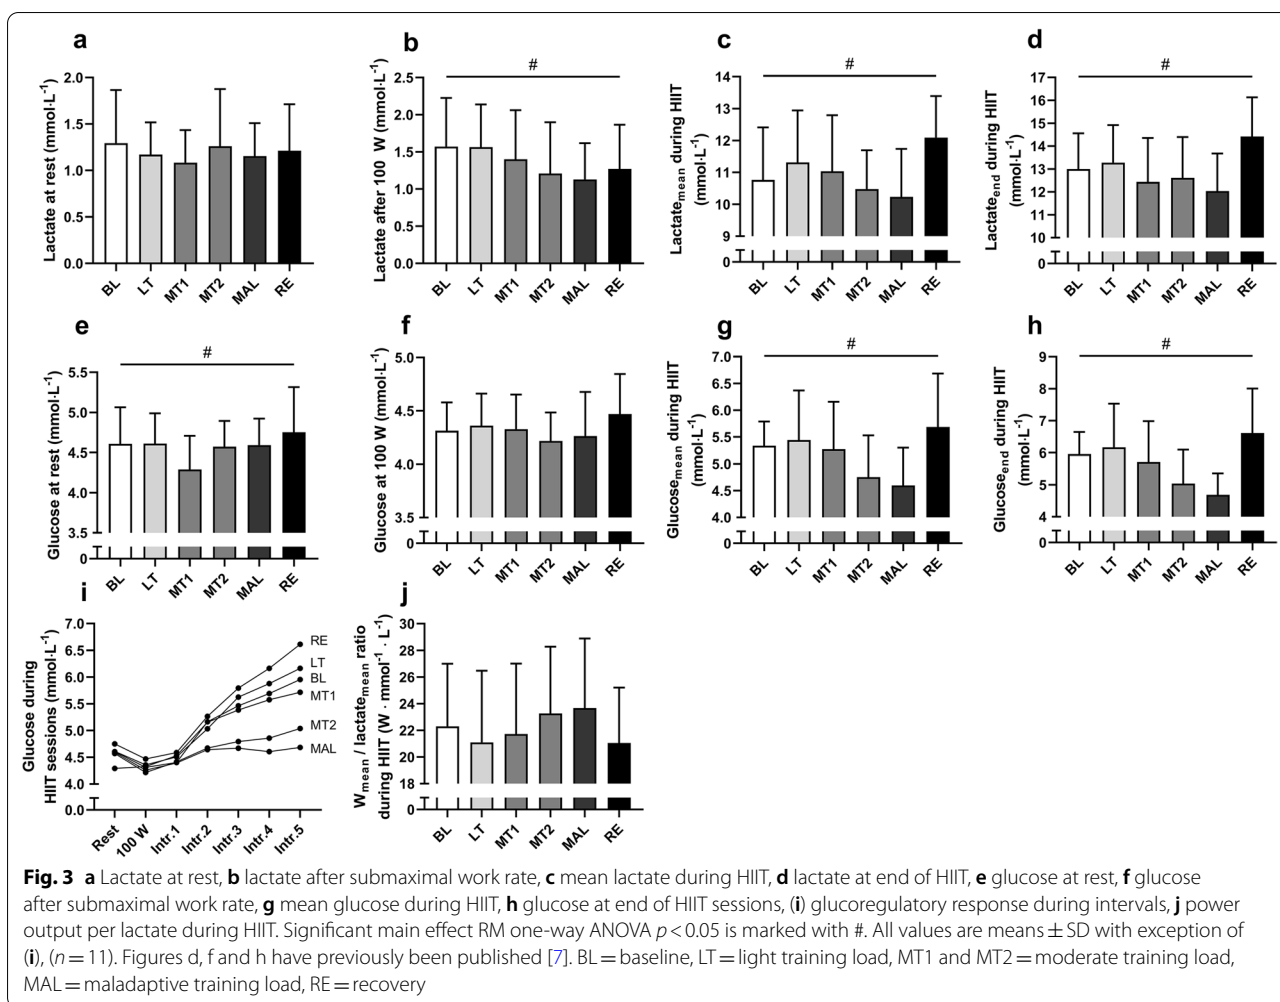 a
Lactate at rest (mmol·L⁻¹)
2.0
1.5
1.0
0.5
0.0
BL LT MT1 MT2 MAL RE
b
#
Lactate after 100 W (mmol·L⁻¹)
2.5
2.0
1.5
1.0
0.5
0.0
BL LT MT1 MT2 MAL RE
c
#
Lactate_mean during HIIT
(mmol·L⁻¹)
14
13
12
11
10
9
0
BL LT MT1 MT2 MAL RE
d
#
Lactate_end during HIIT
(mmol·L⁻¹)
17
16
15
14
13
12
11
10
0
BL LT MT1 MT2 MAL RE
e
#
Glucose at rest (mmol·L⁻¹)
5.5
5.0
4.5
4.0
3.5
0
BL LT MT1 MT2 MAL RE
f
Glucose at 100 W (mmol·L⁻¹)
5.0
4.5
4.0
3.5
0
BL LT MT1 MT2 MAL RE
g
#
Glucose_mean during HIIT
(mmol·L⁻¹)
7.0
6.5
6.0
5.5
5.0
4.5
4.0
0
BL LT MT1 MT2 MAL RE
h
#
Glucose_end during HIIT
(mmol·L⁻¹)
9
8
7
6
5
4
0
BL LT MT1 MT2 MAL RE
i
Glucose during
HIIT sessions (mmol·L⁻¹)
7.0
6.5
6.0
5.5
5.0
4.5
4.0
0.0
RE
LT
BL
MT1
MT2
MAL
Rest 100 W Intr.1 Intr.2 Intr.3 Intr.4 Intr.5
j
W_mean / lactate_mean ratio
during HIIT (W · mmol⁻¹ · L⁻¹)
30
28
26
24
22
20
18
0
BL LT MT1 MT2 MAL RE
Fig. 3 a Lactate at rest, b lactate after submaximal work rate, c mean lactate during HIIT, d lactate at end of HIIT, e glucose at rest, f glucose
after submaximal work rate, g mean glucose during HIIT, h glucose at end of HIIT sessions, (i) glucoregulatory response during intervals, j power
output per lactate during HIIT. Significant main effect RM one-way ANOVA p < 0.05 is marked with #. All values are means ± SD with exception of
(i), (n = 11). Figures d, f and h have previously been published [7]. BL = baseline, LT = light training load, MT1 and MT2 = moderate training load,
MAL = maladaptive training load, RE = recovery